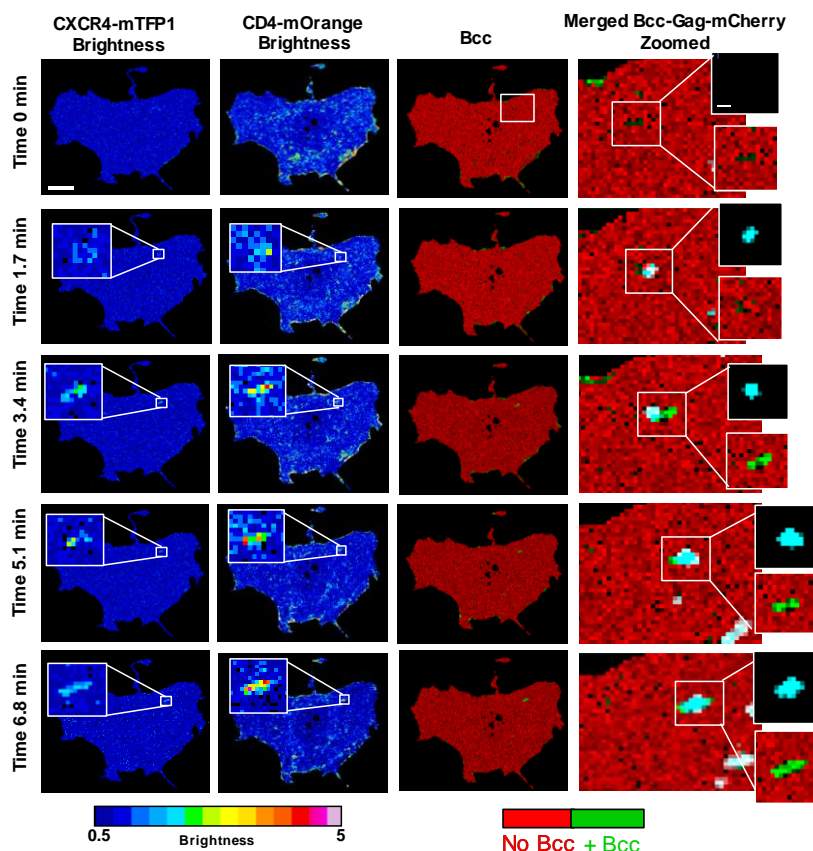 CXCR4-mTFP1
Brightness
CD4-mOrange
Brightness
Bcc
Merged Bcc-Gag-mCherry
Zoomed
Time 0 min
Time 1.7 min
Time 3.4 min
Time 5.1 min
Time 6.8 min
0.5
Brightness
5
No Bcc
+ Bcc